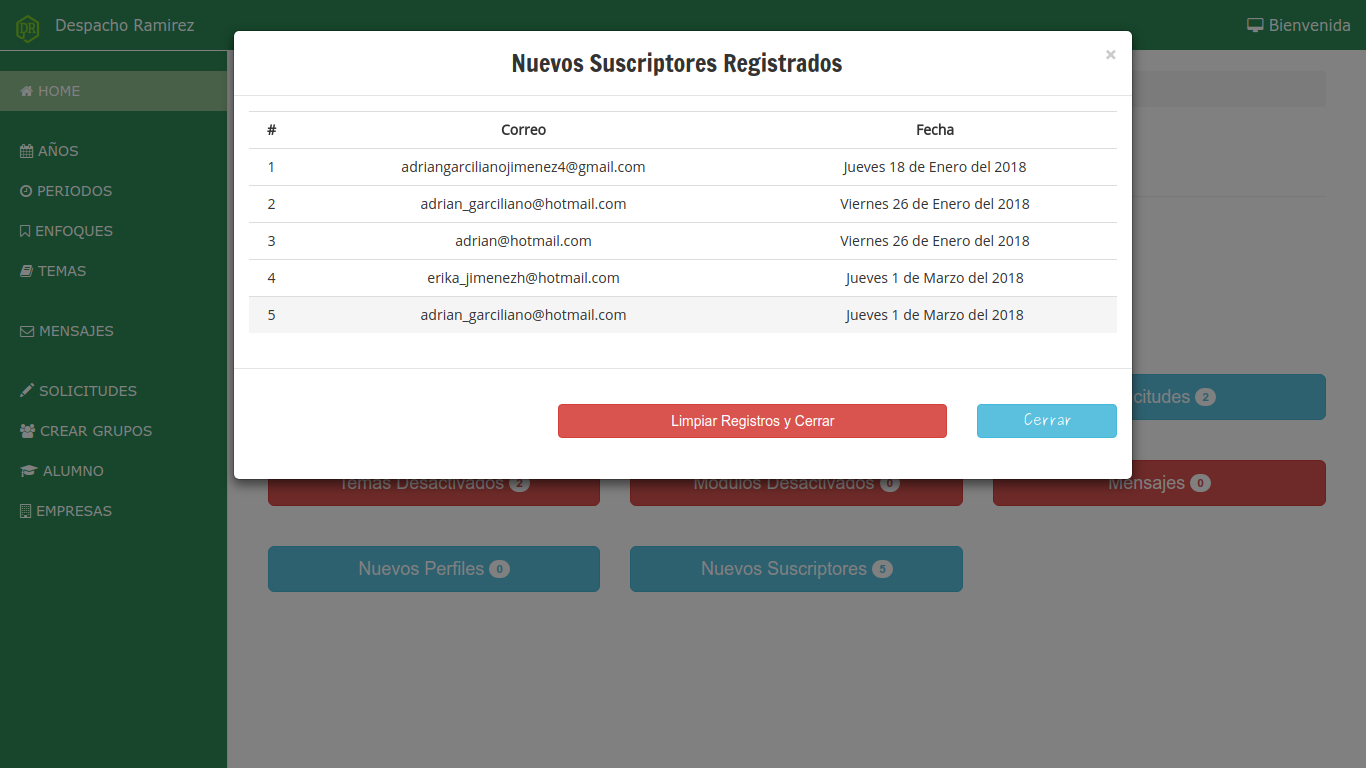 DR Despacho Ramirez
Bienvenida
HOME
AÑOS
PERIODOS
ENFOQUES
TEMAS
MENSAJES
SOLICITUDES
CREAR GRUPOS
ALUMNO
EMPRESAS
Nuevos Suscriptores Registrados
×
# Correo Fecha
1 adriangarcilianojimenez4@gmail.com Jueves 18 de Enero del 2018
2 adrian_garciliano@hotmail.com Viernes 26 de Enero del 2018
3 adrian@hotmail.com Viernes 26 de Enero del 2018
4 erika_jimenezh@hotmail.com Jueves 1 de Marzo del 2018
5 adrian_garciliano@hotmail.com Jueves 1 de Marzo del 2018
Limpiar Registros y Cerrar
Cerrar
citudes 2
Temas Desactivados 2
Modulos Desactivados 0
Mensajes 0
Nuevos Perfiles 0
Nuevos Suscriptores 5